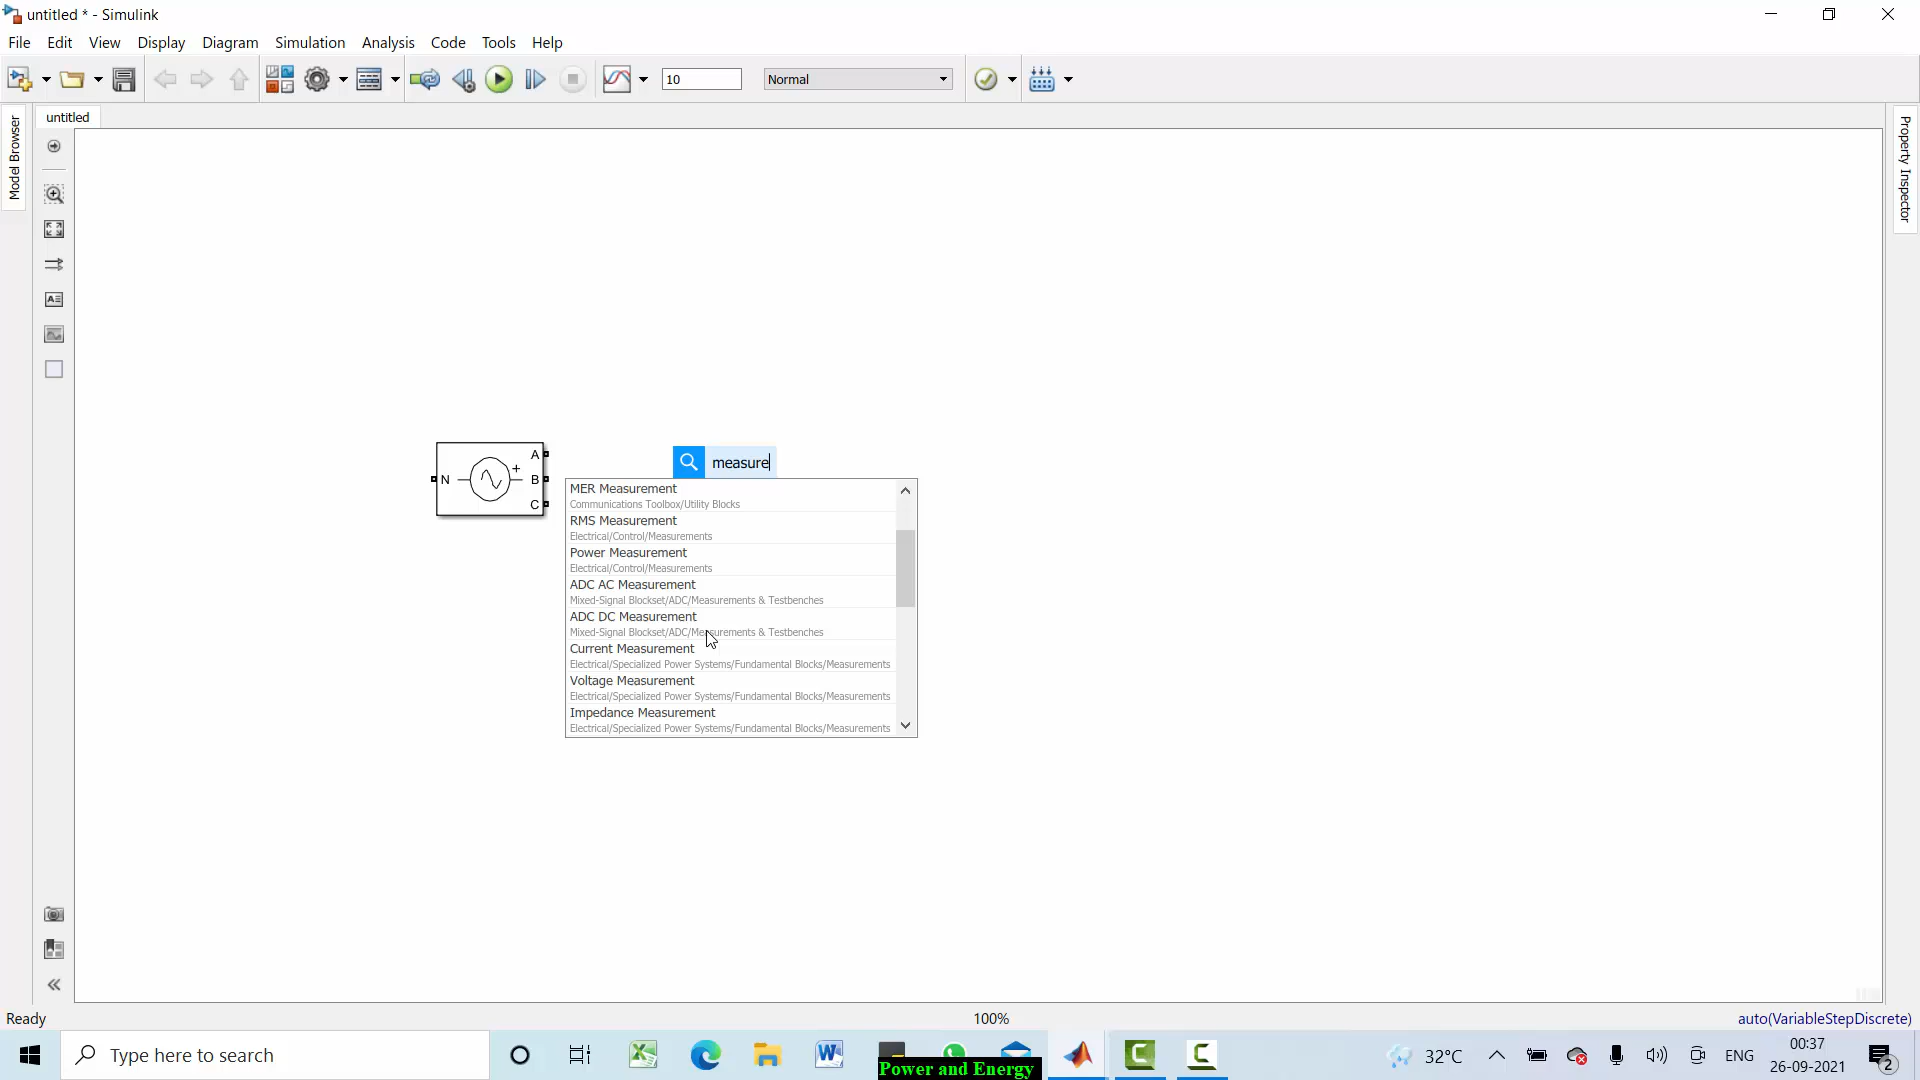 untitled * - Simulink
File Edit View Display Diagram Simulation Analysis Code Tools Help
10
Normal
Model Browser
untitled
Property Inspector
N
A
+
B
C
measure
MER Measurement
Communications Toolbox/Utility Blocks
RMS Measurement
Electrical/Control/Measurements
Power Measurement
Electrical/Control/Measurements
ADC AC Measurement
Mixed-Signal Blockset/ADC/Measurements & Testbenches
ADC DC Measurement
Mixed-Signal Blockset/ADC/Measurements & Testbenches
Current Measurement
Electrical/Specialized Power Systems/Fundamental Blocks/Measurements
Voltage Measurement
Electrical/Specialized Power Systems/Fundamental Blocks/Measurements
Impedance Measurement
Electrical/Specialized Power Systems/Fundamental Blocks/Measurements
Ready
100%
auto(VariableStepDiscrete)
Type here to search
Power and Energy
32°C
ENG
00:37
26-09-2021
2